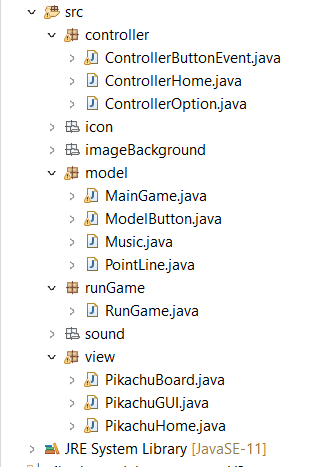 src
controller
ControllerButtonEvent.java
ControllerHome.java
ControllerOption.java
icon
imageBackground
model
MainGame.java
ModelButton.java
Music.java
PointLine.java
runGame
RunGame.java
sound
view
PikachuBoard.java
PikachuGUI.java
PikachuHome.java
JRE System Library [JavaSE-11]